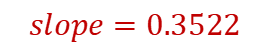 slope = 0.3522